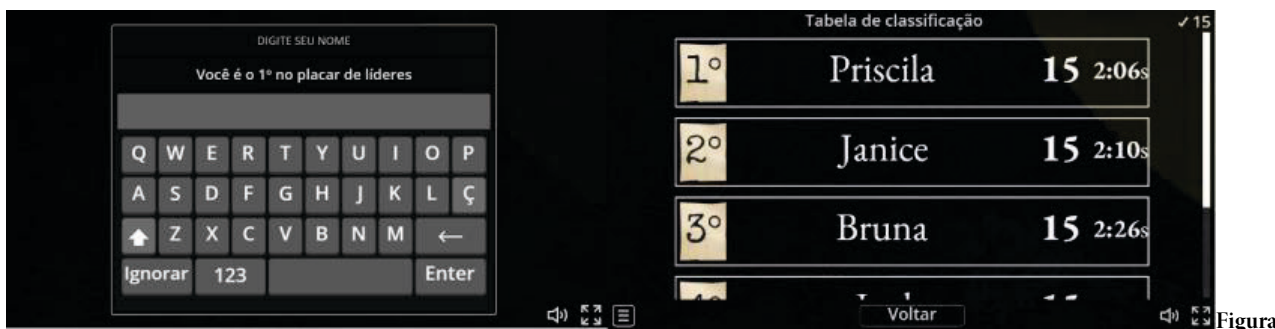 DIGITE SEU NOME
Você é o 1º no placar de líderes
Q W E R T Y U I O P
A S D F G H J K L Ç
Z X C V B N M ←
Ignorar 123 Enter
Tabela de classificação
✓ 15
1º Priscila 15 2:06s
2º Janice 15 2:10s
3º Bruna 15 2:26s
Voltar
Figura